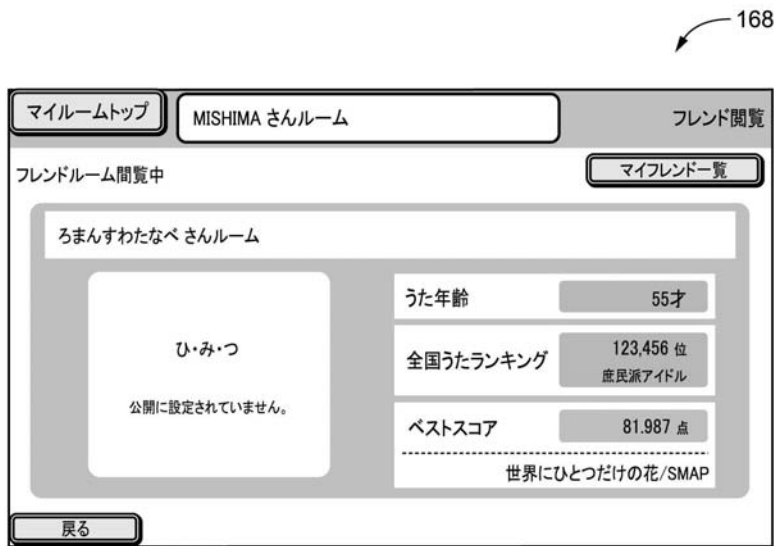 168
マイルームトップ
MISHIMA さんルーム
フレンド閲覧
フレンドルーム間覧中
マイフレンド一覧
ろまんすわたなべ さんルーム
ひ・み・つ
公開に設定されていません。
うた年齢
55才
全国うたランキング
123,456 位
庶民派アイドル
ベストスコア
81.987 点
世界にひとつだけの花/SMAP
戻る